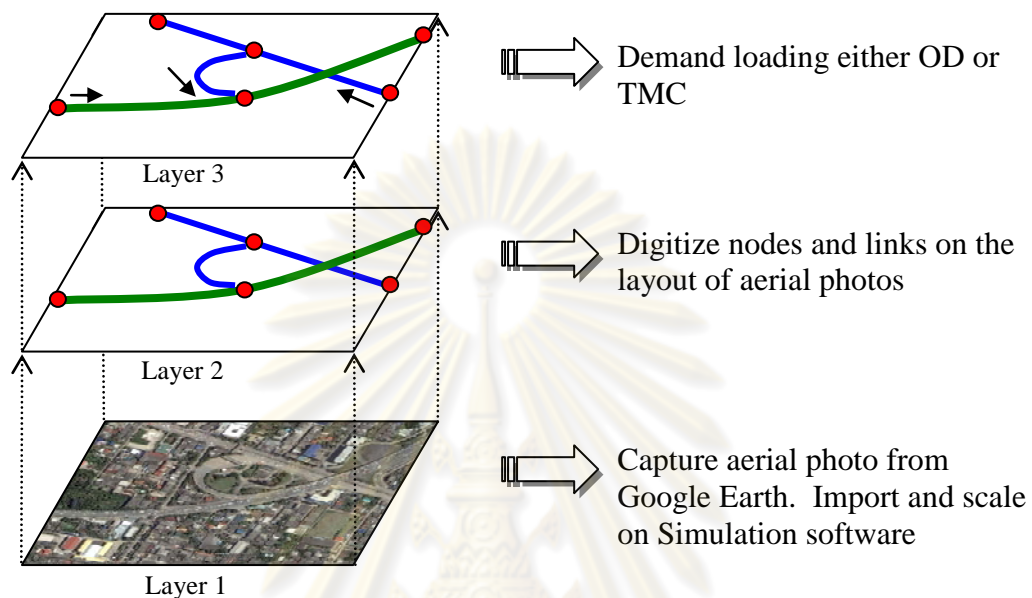 Demand loading either OD or
TMC
Layer 3
Digitize nodes and links on the
layout of aerial photos
Layer 2
Capture aerial photo from
Google Earth.  Import and scale
on Simulation software
Layer 1